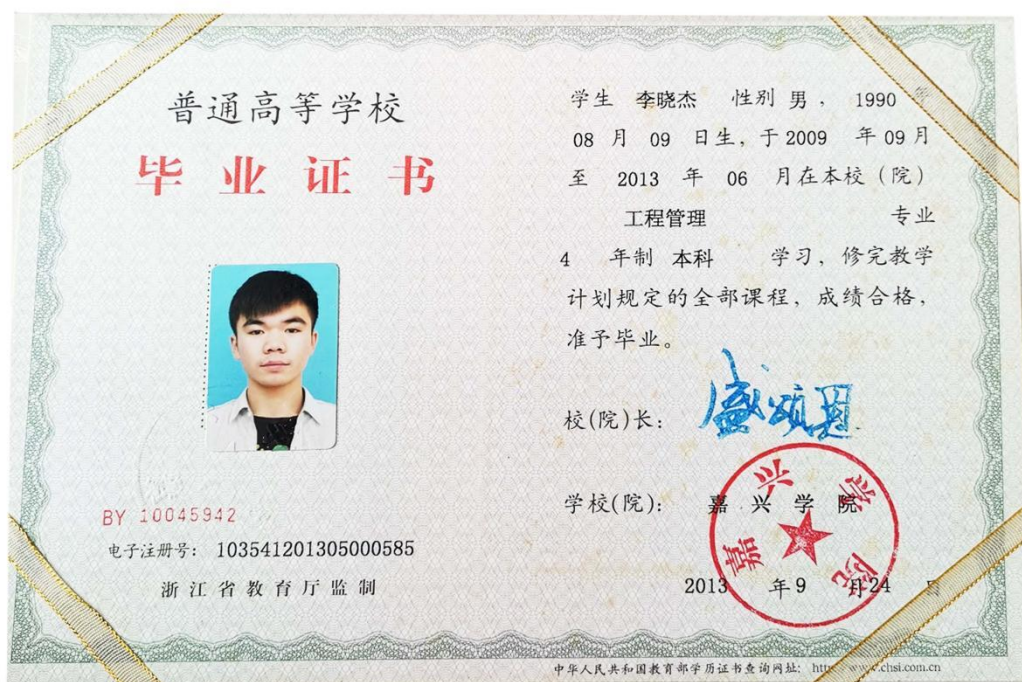 普通高等学校
毕业证书
BY 10045942
电子注册号: 103541201305000585
浙江省教育厅监制
学生 李晓杰 性别 男, 1990 年
08 月 09 日生, 于 2009 年 09 月
至 2013 年 06 月在本校 (院)
工程管理 专业
4 年制 本科 学习, 修完教学
计划规定的全部课程, 成绩合格,
准予毕业。
校(院)长:
学校(院): 嘉兴学院
嘉兴学院
2013 年 9 月 24 日
中华人民共和国教育部学历证书查询网址: http://www.chsi.com.cn